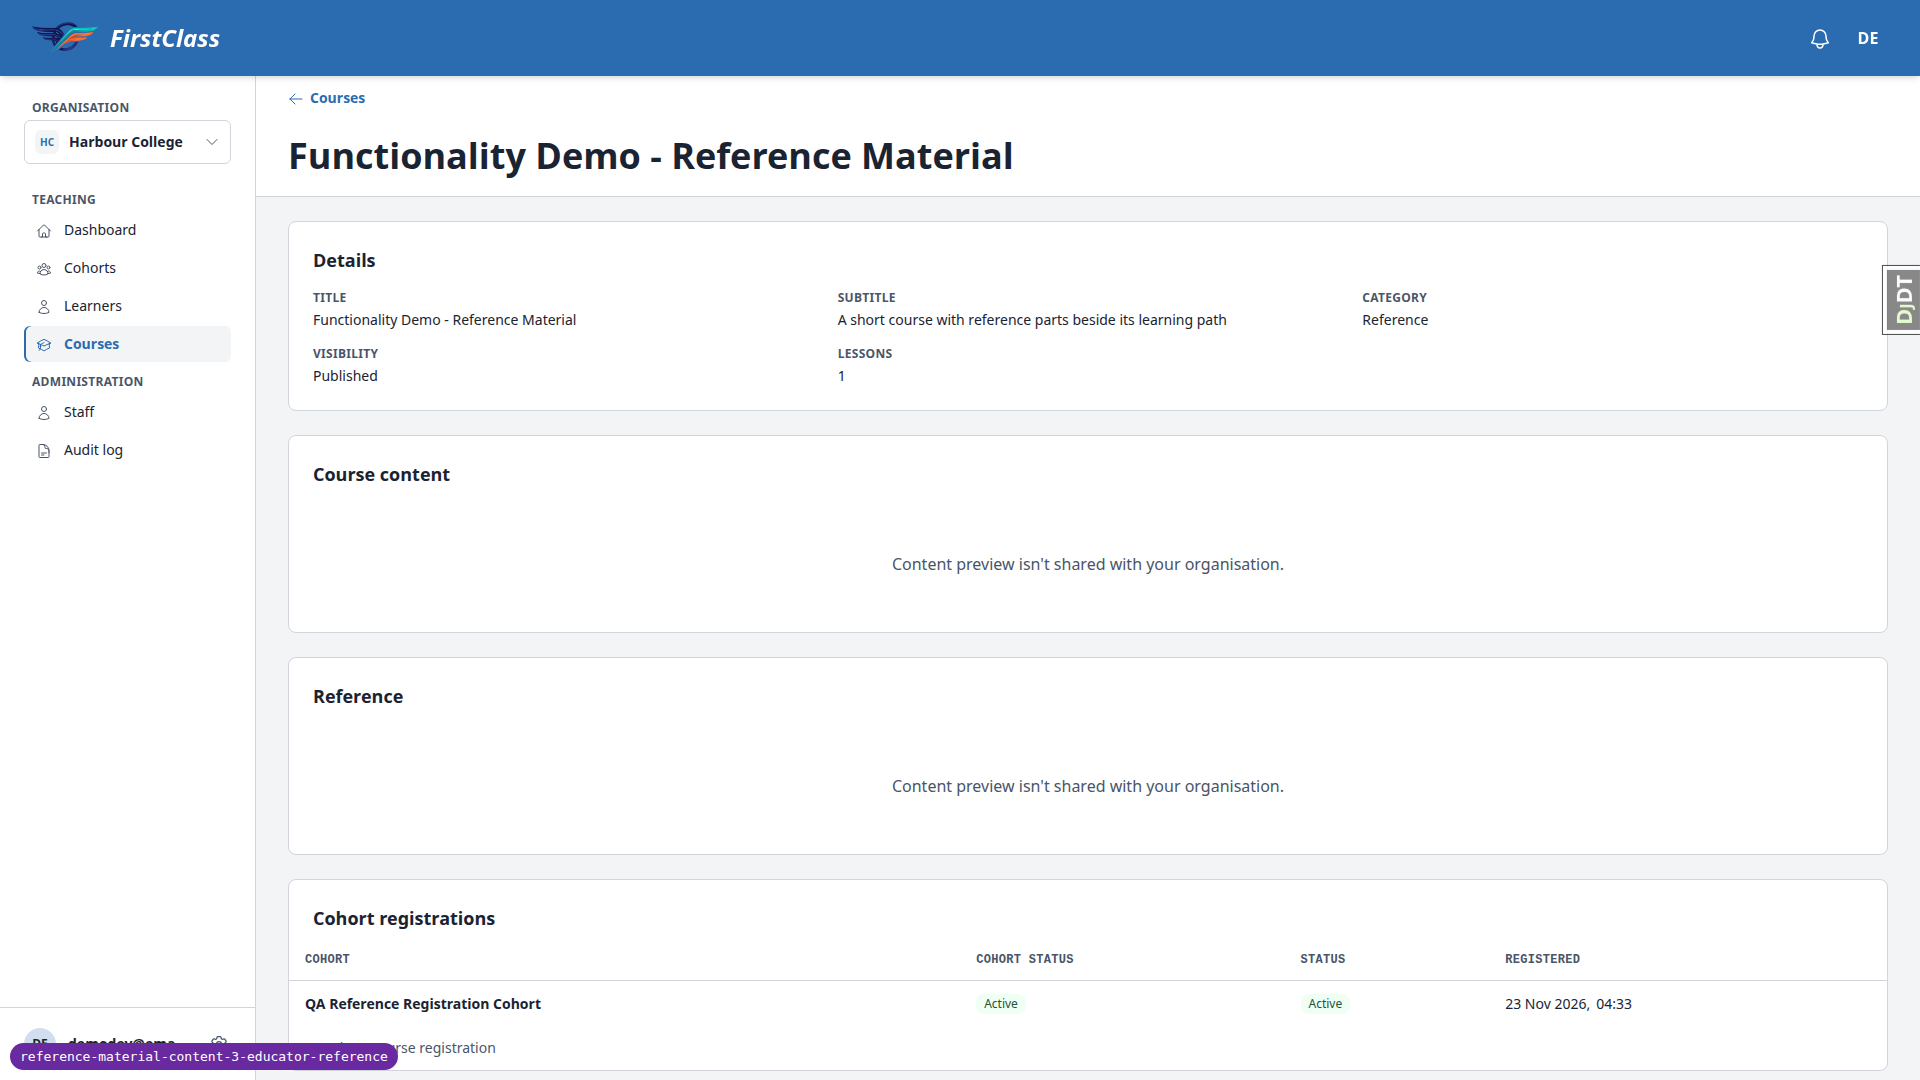 FirstClass
DE
ORGANISATION
HC Harbour College
TEACHING
Dashboard
Cohorts
Learners
Courses
ADMINISTRATION
Staff
Audit log
Courses
Functionality Demo - Reference Material
Details
TITLE
Functionality Demo - Reference Material
SUBTITLE
A short course with reference parts beside its learning path
CATEGORY
Reference
VISIBILITY
Published
LESSONS
1
Course content
Content preview isn't shared with your organisation.
Reference
Content preview isn't shared with your organisation.
Cohort registrations
COHORT COHORT STATUS STATUS REGISTERED
QA Reference Registration Cohort Active Active 23 Nov 2026, 04:33
registration
DjDT
reference-material-content-3-educator-reference